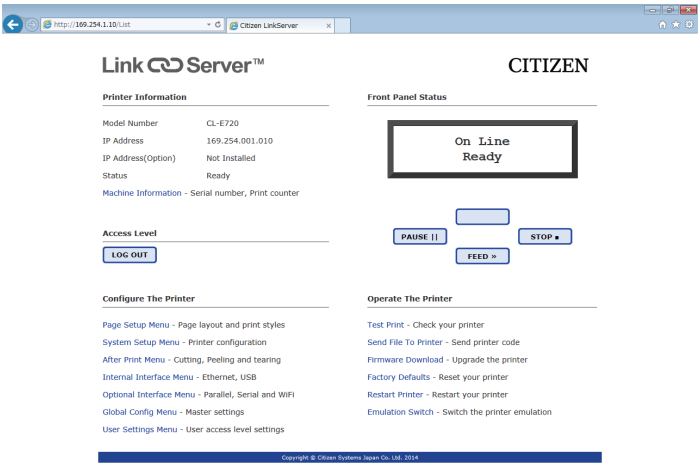 http://169.254.1.10/List
Citizen LinkServer
Link Server™
CITIZEN
Printer Information
Model Number CL-E720
IP Address 169.254.001.010
IP Address(Option) Not Installed
Status Ready
Machine Information - Serial number, Print counter
Front Panel Status
On Line
Ready
PAUSE ||
STOP ■
FEED »
Access Level
LOG OUT
Configure The Printer
Page Setup Menu - Page layout and print styles
System Setup Menu - Printer configuration
After Print Menu - Cutting, Peeling and tearing
Internal Interface Menu - Ethernet, USB
Optional Interface Menu - Parallel, Serial and WiFi
Global Config Menu - Master settings
User Settings Menu - User access level settings
Operate The Printer
Test Print - Check your printer
Send File To Printer - Send printer code
Firmware Download - Upgrade the printer
Factory Defaults - Reset your printer
Restart Printer - Restart your printer
Emulation Switch - Switch the printer emulation
Copyright © Citizen Systems Japan Co. Ltd. 2014